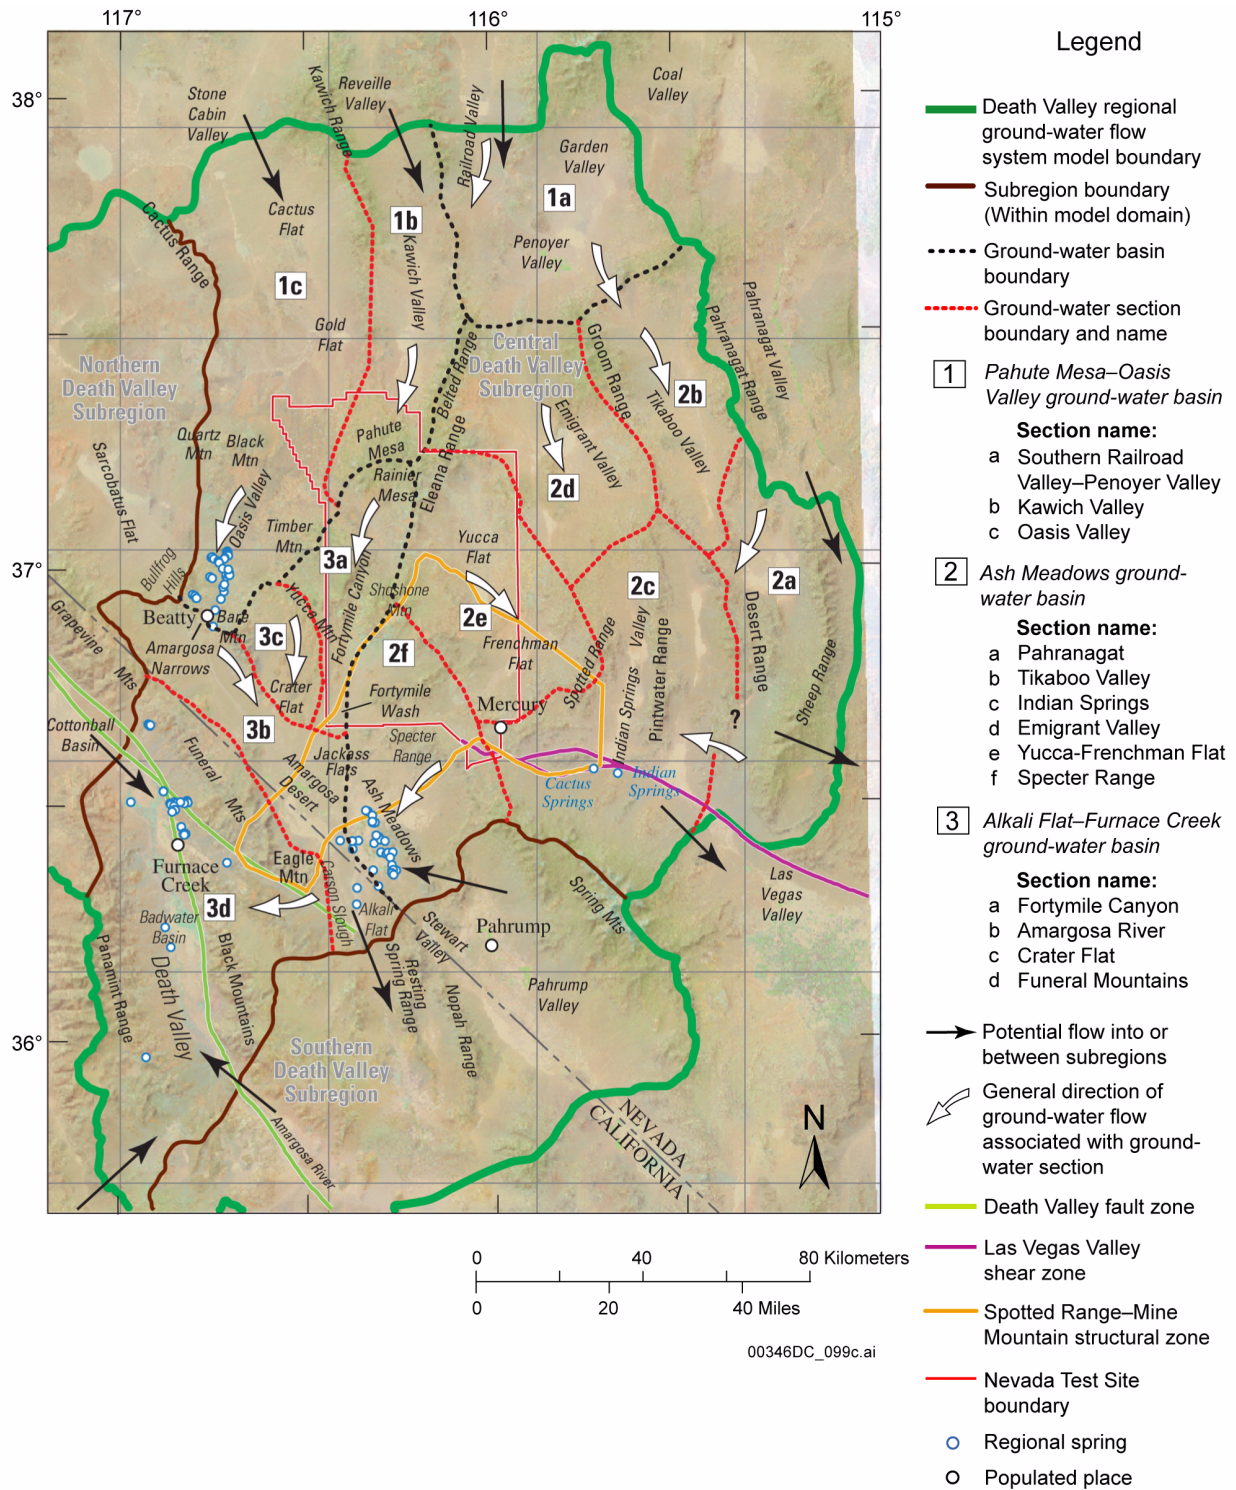 117°
116°
115°
38°
37°
36°
Stone
Cabin
Valley
Kawich Range
Reveille
Valley
Railroad Valley
Coal
Valley
Garden
Valley
1a
1b
Cactus
Flat
Cactus Range
Penoyer
Valley
Kawich Valley
1c
Gold
Flat
Pahranagat Valley
Pahranagat Range
Northern
Death Valley
Subregion
Central
Death Valley
Subregion
Belted Range
Groom Range
2b
Tikaboo Valley
Emigrant Valley
Quartz
Mtn
Black
Mtn
Pahute
Mesa
Rainier
Mesa
Eleana Range
2d
Sarcobatus Flat
Oasis Valley
Timber
Mtn
3a
Yucca
Flat
Bullfrog
Hills
Fortymile Canyon
Shoshone
Mtn
2c
2a
Grapevine
Mts
Beatty
Bare
Mtn
Yucca Mtn
3c
2e
2f
Frenchman
Flat
Spotted Range
Indian Springs
Valley
Pintwater Range
Desert Range
Sheep Range
Amargosa
Narrows
Crater
Flat
Fortymile
Wash
Mercury
?
Cottonball
Basin
3b
Specter
Range
Jackass
Flats
Funeral
Mts
Amargosa
Desert
Cactus
Springs
Indian
Springs
Ash Meadows
Furnace
Creek
Eagle
Mtn
3d
Carson Slough
Alkali
Flat
Stewart
Valley
Spring Mts
Las
Vegas
Valley
Badwater
Basin
Pahrump
Panamint Range
Death Valley
Black Mountains
Resting
Spring Range
Nopah Range
Pahrump
Valley
Southern
Death Valley
Subregion
Amargosa River
NEVADA
CALIFORNIA
N
0 40 80 Kilometers
0 20 40 Miles
00346DC_099c.ai
Legend
Death Valley regional
ground-water flow
system model boundary
Subregion boundary
(Within model domain)
Ground-water basin
boundary
Ground-water section
boundary and name
1 Pahute Mesa–Oasis
Valley ground-water basin
Section name:
a Southern Railroad
Valley–Penoyer Valley
b Kawich Valley
c Oasis Valley
2 Ash Meadows ground-
water basin
Section name:
a Pahranagat
b Tikaboo Valley
c Indian Springs
d Emigrant Valley
e Yucca-Frenchman Flat
f Specter Range
3 Alkali Flat–Furnace Creek
ground-water basin
Section name:
a Fortymile Canyon
b Amargosa River
c Crater Flat
d Funeral Mountains
Potential flow into or
between subregions
General direction of
ground-water flow
associated with ground-
water section
Death Valley fault zone
Las Vegas Valley
shear zone
Spotted Range–Mine
Mountain structural zone
Nevada Test Site
boundary
Regional spring
Populated place